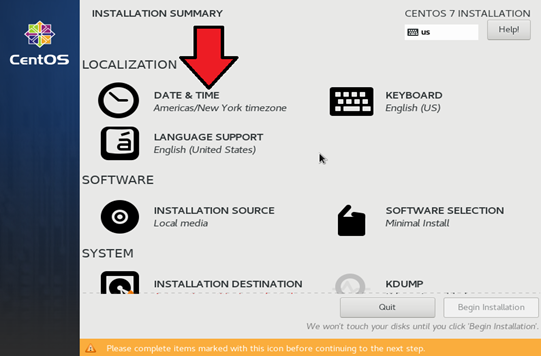 INSTALLATION SUMMARY
CENTOS 7 INSTALLATION
us
Help!
CentOS
LOCALIZATION
DATE & TIME
Americas/New York timezone
KEYBOARD
English (US)
LANGUAGE SUPPORT
English (United States)
SOFTWARE
INSTALLATION SOURCE
Local media
SOFTWARE SELECTION
Minimal Install
SYSTEM
INSTALLATION DESTINATION
KDUMP
Quit
Begin Installation
We won't touch your disks until you click 'Begin Installation'.
Please complete items marked with this icon before continuing to the next step.